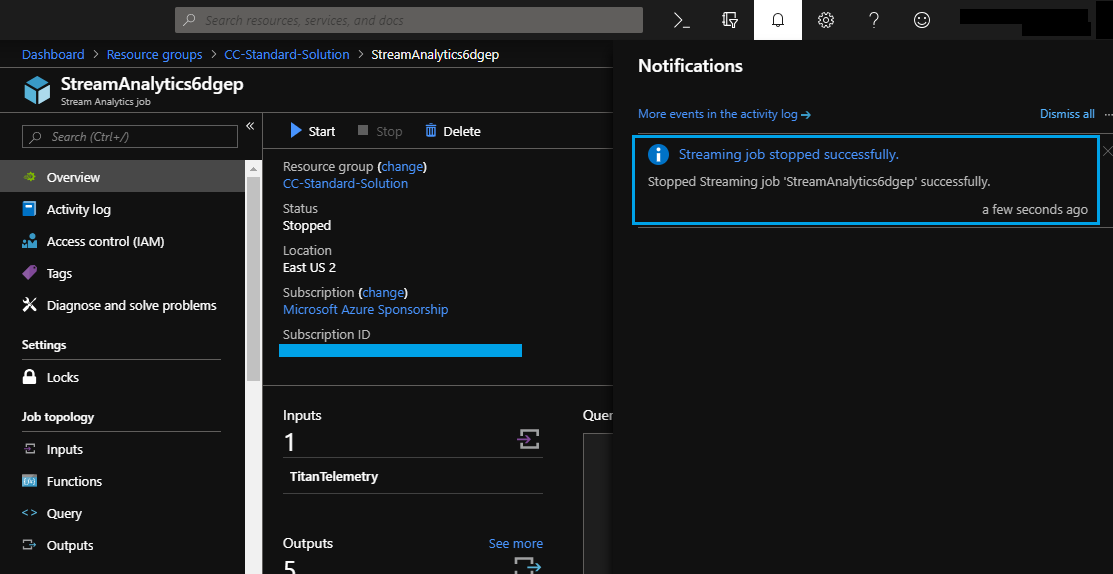 Search resources, services, and docs
Dashboard > Resource groups > CC-Standard-Solution > StreamAnalytics6dgep
StreamAnalytics6dgep
Stream Analytics job
Search (Ctrl+/)
«
Overview
Activity log
Access control (IAM)
Tags
Diagnose and solve problems
Settings
Locks
Job topology
Inputs
Functions
Query
Outputs
Start
Stop
Delete
Resource group (change)
CC-Standard-Solution
Status
Stopped
Location
East US 2
Subscription (change)
Microsoft Azure Sponsorship
Subscription ID
Inputs
1
TitanTelemetry
Outputs
See more
5
Quer
Notifications
More events in the activity log →
Dismiss all ...
Streaming job stopped successfully.
Stopped Streaming job 'StreamAnalytics6dgep' successfully.
a few seconds ago